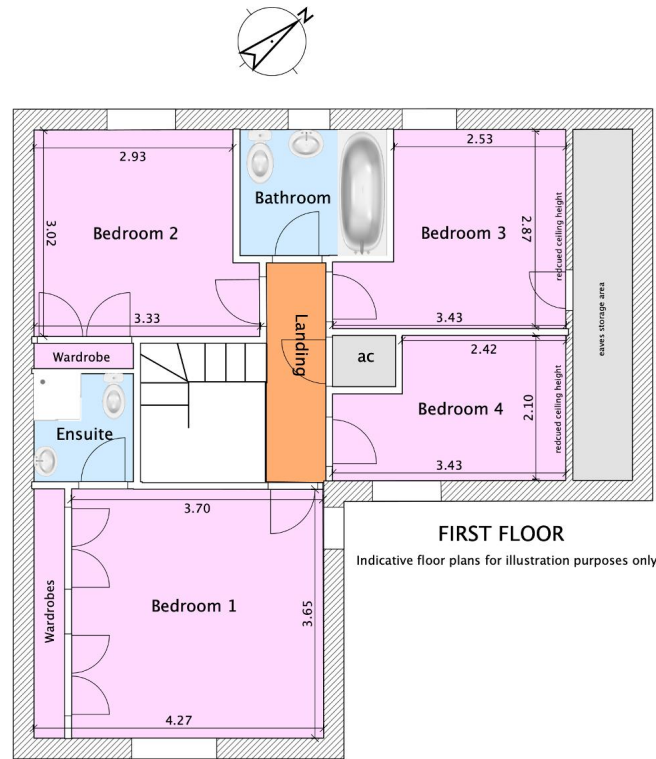 N
2.93
2.53
Bathroom
3.02
Bedroom 2
Bedroom 3
2.87
redcued ceiling height
3.33
3.43
Landing
eaves storage area
Wardrobe
ac
2.42
Bedroom 4
2.10
redcued ceiling height
Ensuite
3.43
3.70
FIRST FLOOR
Indicative floor plans for illustration purposes only
Wardrobes
Bedroom 1
3.65
4.27